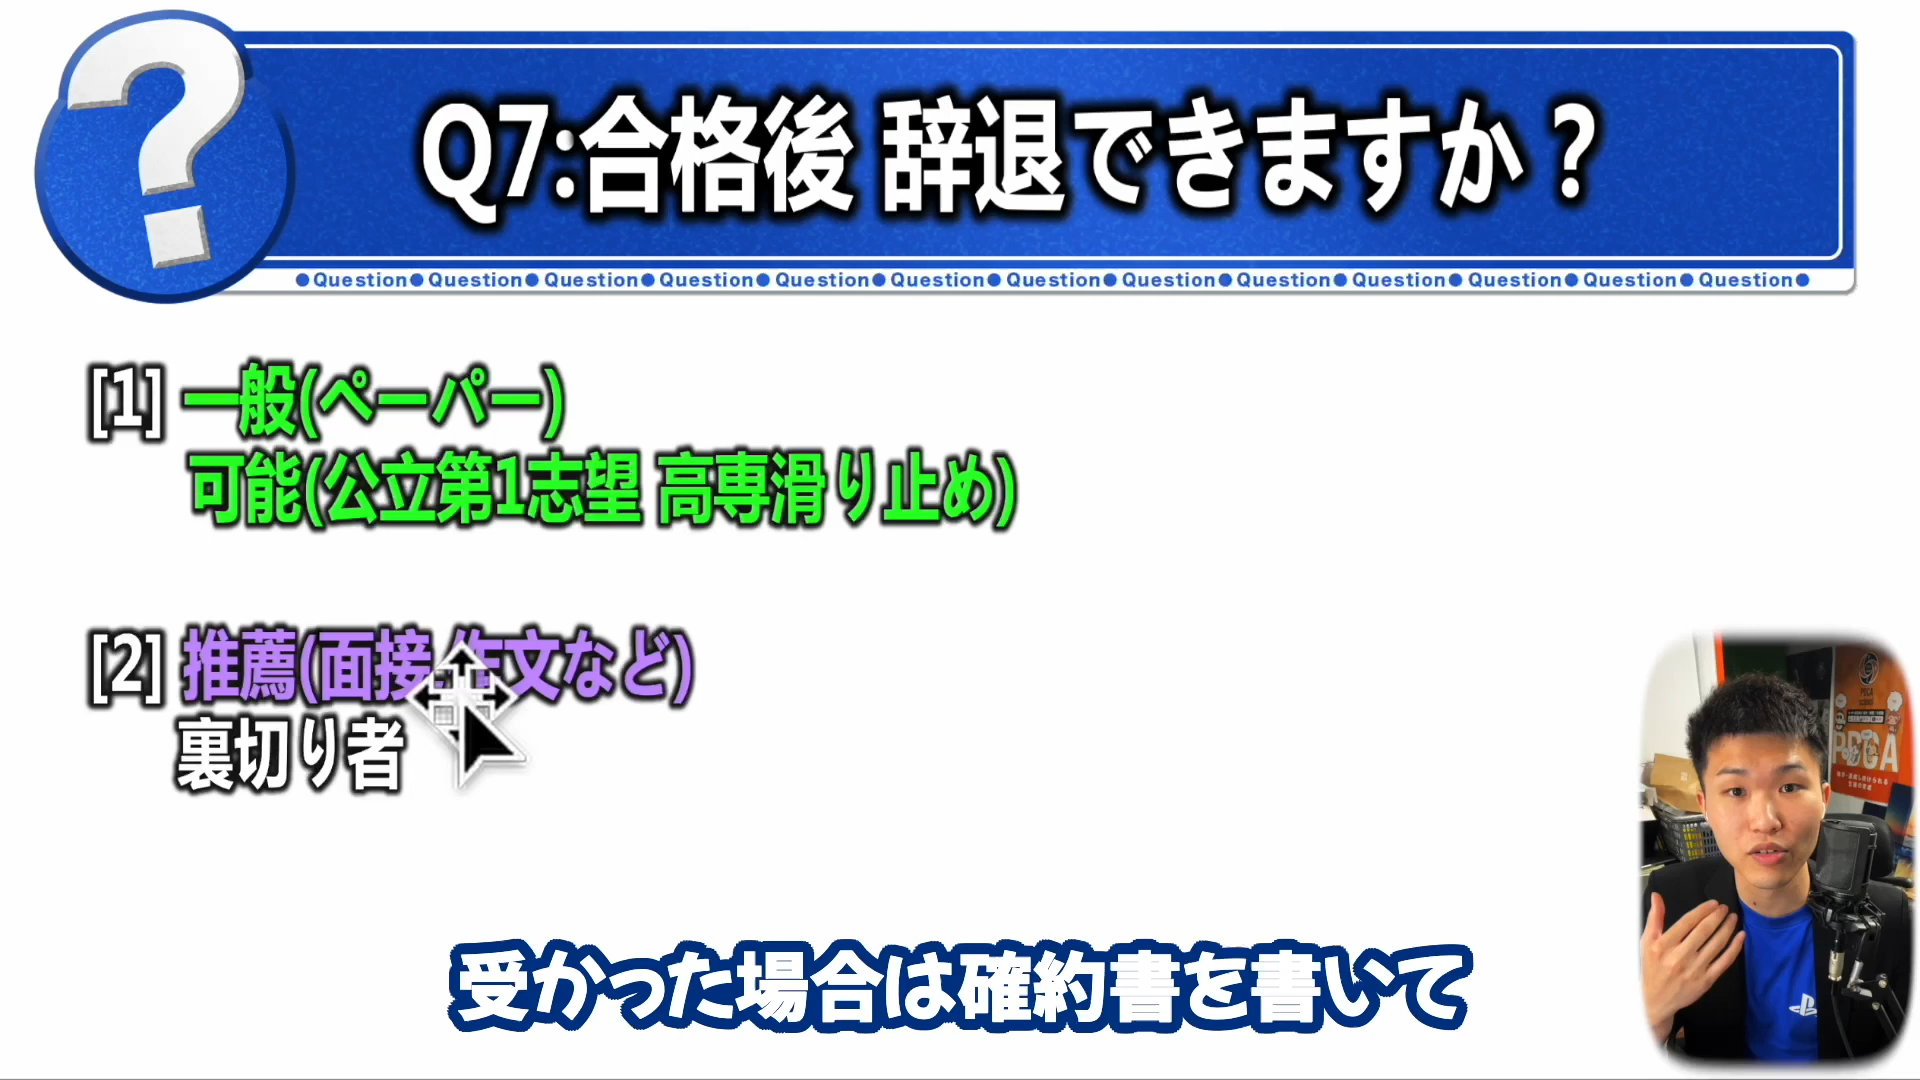 ?
Q7:合格後 辞退できますか？
●Question●Question●Question●Question●Question●Question●Question●Question●Question●Question●Question●Question●Question●
[1] 一般(ペーパー)
可能(公立第1志望 高専滑り止め)
[2] 推薦(面接,作文など)
裏切り者
PDCA
受かった場合は確約書を書いて